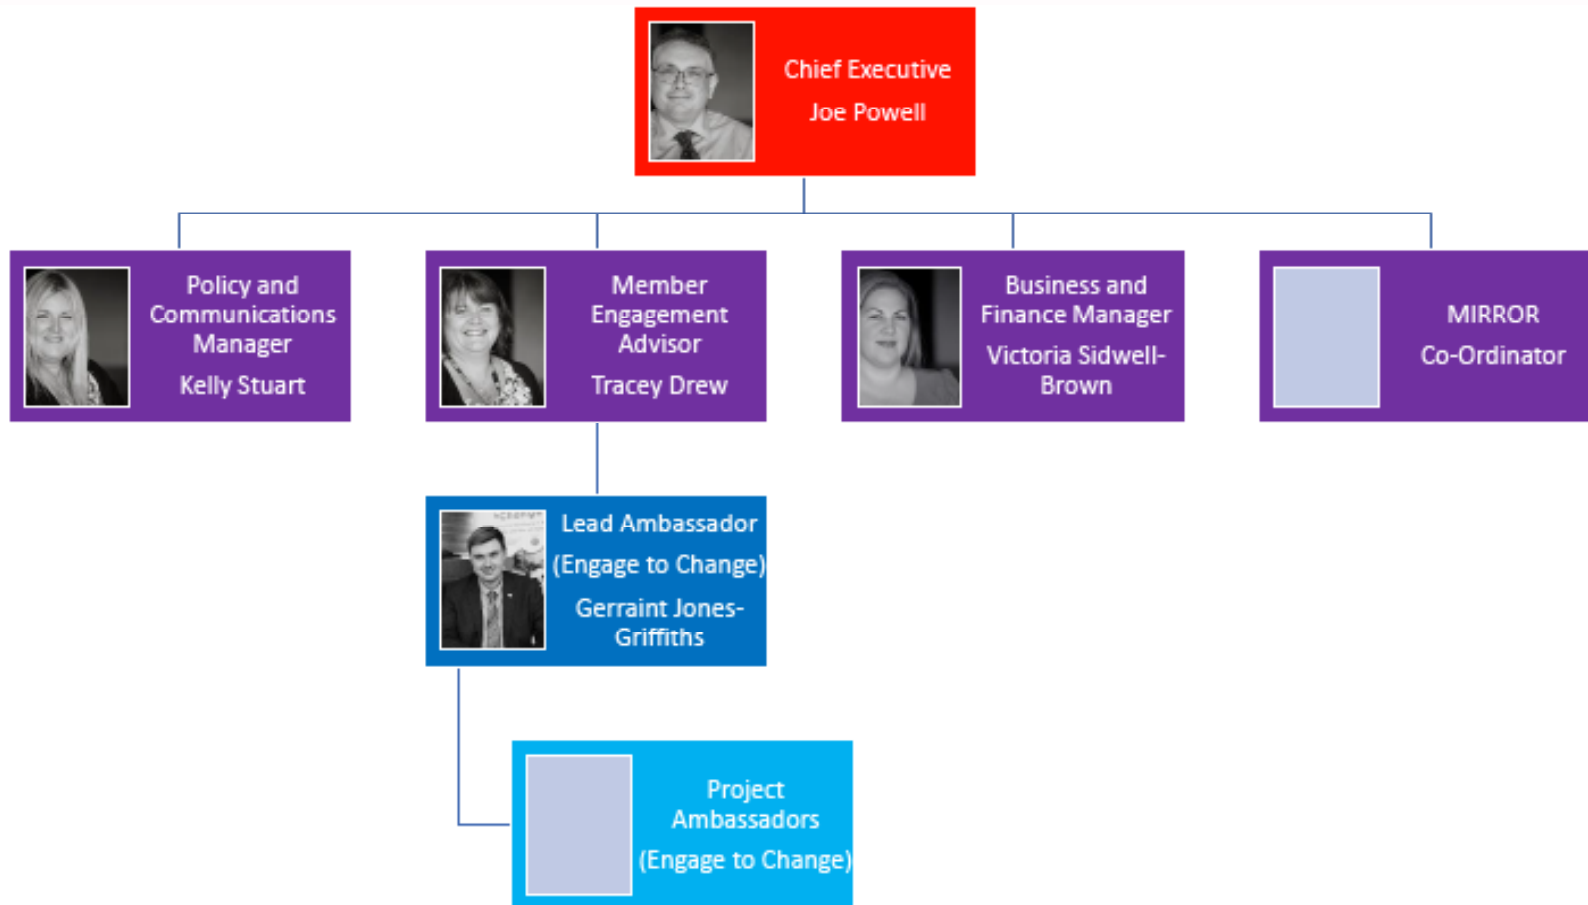 Chief Executive
Joe Powell
Policy and
Communications
Manager
Kelly Stuart
Member
Engagement
Advisor
Tracey Drew
Business and
Finance Manager
Victoria Sidwell-
Brown
MIRROR
Co-Ordinator
Lead Ambassador
(Engage to Change)
Gerraint Jones-
Griffiths
Project
Ambassadors
(Engage to Change)